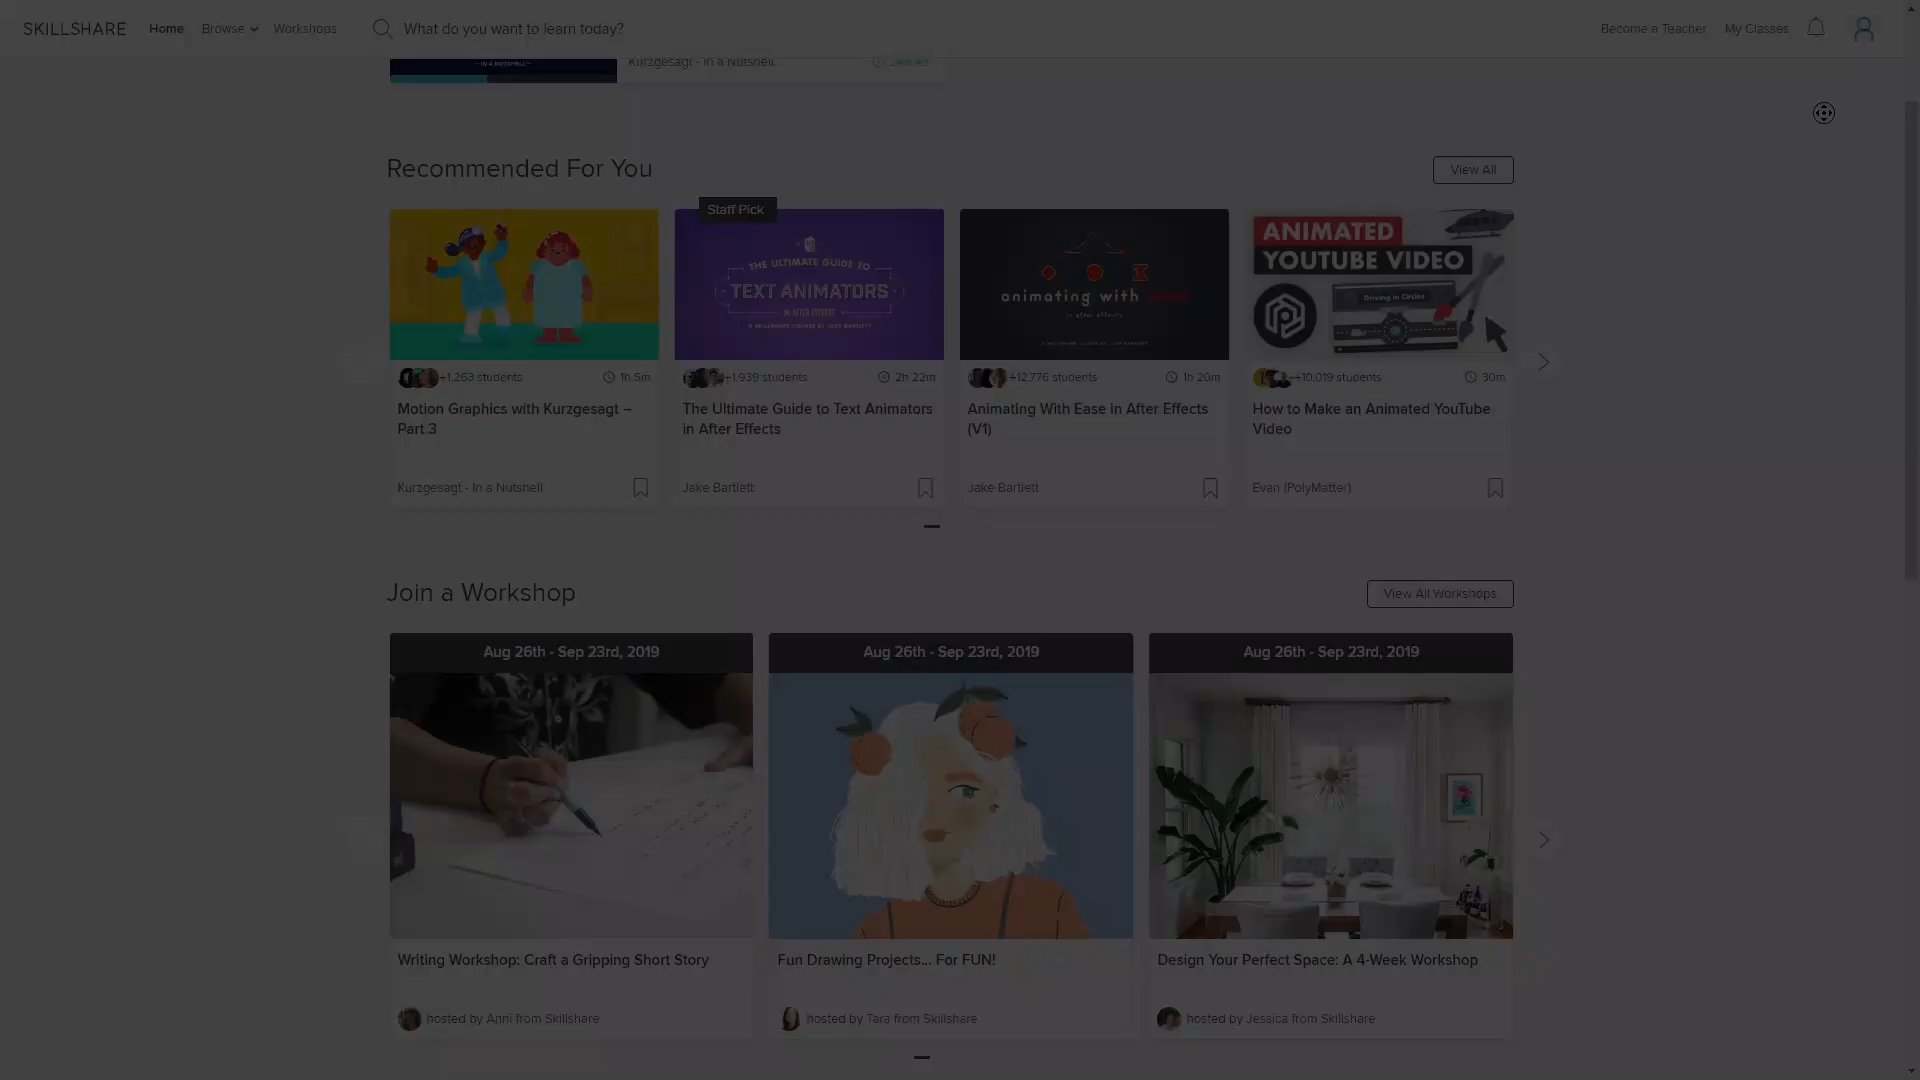 SKILLSHARE Home Browse Workshops What do you want to learn today? Become a Teacher My Classes
IN A NUTSHELL
Kurzgesagt - In a Nutshell
Recommended For You View All
Staff Pick
THE ULTIMATE GUIDE TO
TEXT ANIMATORS
IN AFTER EFFECTS
A SKILLSHARE COURSE BY JAKE BARTLETT
animating with
in after effects
ANIMATED
YOUTUBE VIDEO
Driving in Circles
+1,263 students 1h 5m
+1,939 students 2h 22m
+12,776 students 1h 20m
+10,019 students 30m
Motion Graphics with Kurzgesagt –
Part 3
The Ultimate Guide to Text Animators
in After Effects
Animating With Ease in After Effects
(V1)
How to Make an Animated YouTube
Video
Kurzgesagt - In a Nutshell
Jake Bartlett
Jake Bartlett
Evan (PolyMatter)
Join a Workshop View All Workshops
Aug 26th - Sep 23rd, 2019
Aug 26th - Sep 23rd, 2019
Aug 26th - Sep 23rd, 2019
Writing Workshop: Craft a Gripping Short Story
Fun Drawing Projects... For FUN!
Design Your Perfect Space: A 4-Week Workshop
hosted by Anni from Skillshare
hosted by Tara from Skillshare
hosted by Jessica from Skillshare